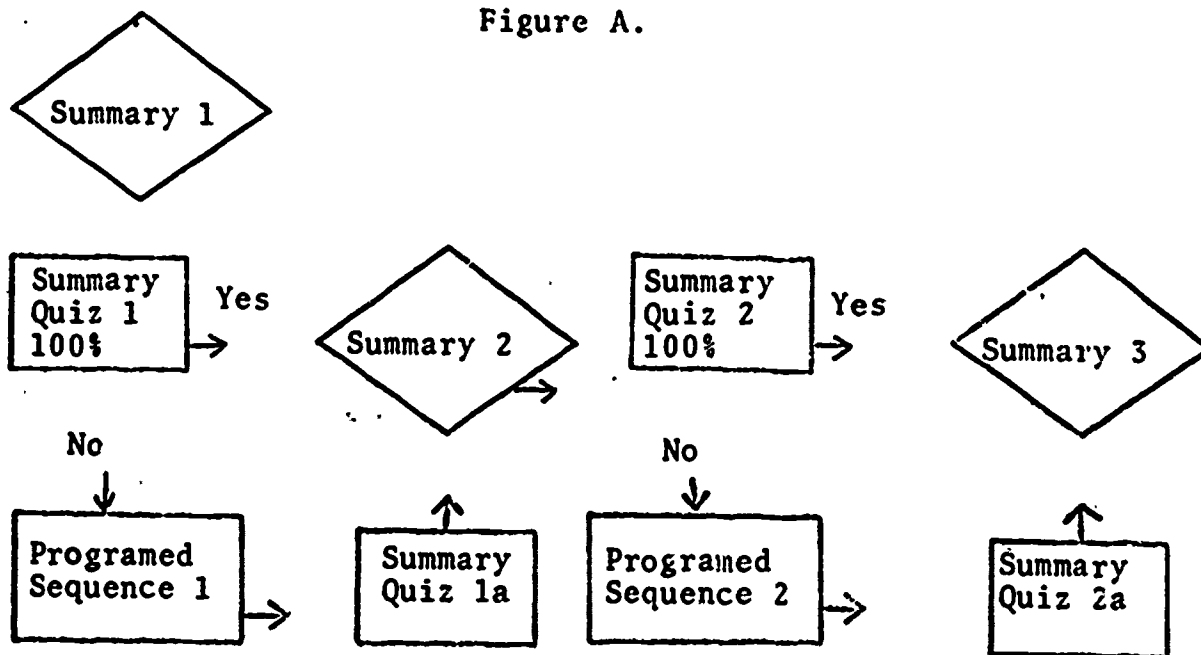 Figure A.
Summary 1
Summary
Quiz 1
100%
Yes
Summary 2
Summary
Quiz 2
100%
Yes
Summary 3
No
No
Programed
Sequence 1
Summary
Quiz 1a
Programed
Sequence 2
Summary
Quiz 2a